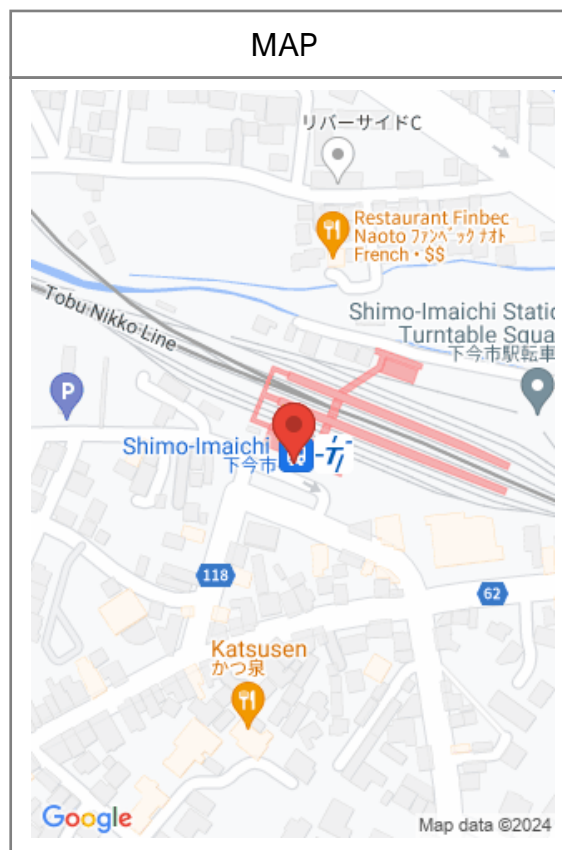 MAP
リバーサイドC
Restaurant Finbec
Naoto ファンベックナオト
French・$$
Tobu Nikko Line
Shimo-Imaichi Static
Turntable Squa
下今市駅転車
P
Shimo-Imaichi
下今市
118
62
Katsusen
かつ泉
Google
Map data ©2024